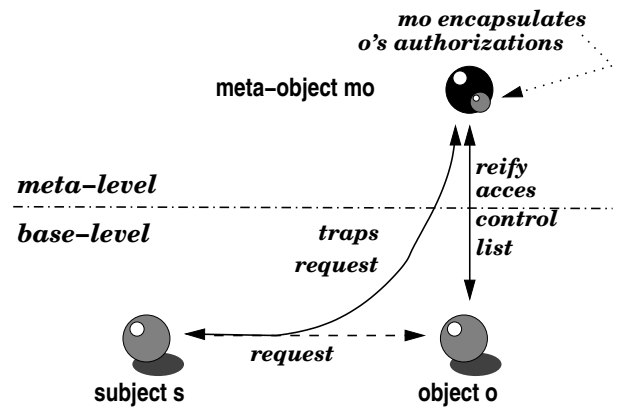 mo encapsulates
o's authorizations
meta-object mo
reify
acces
meta-level
control
base-level
traps
list
request
request
subject s
object o